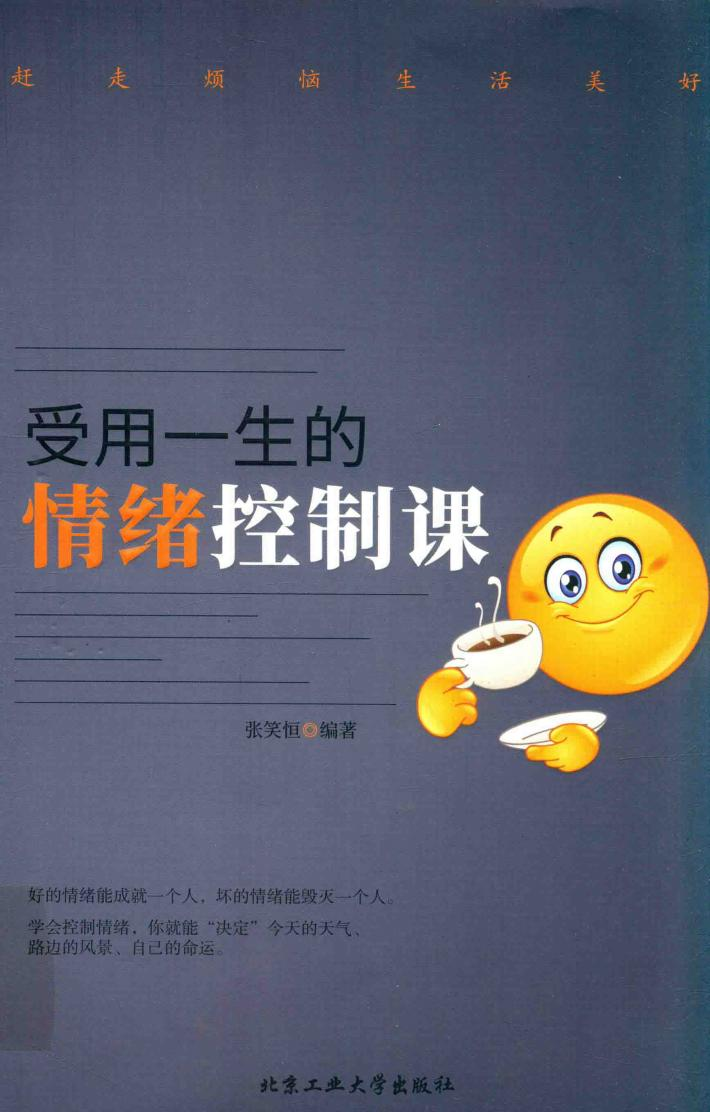 赶走烦恼生活美好
受用一生的
情绪控制课
张笑恒◎编著
好的情绪能成就一个人，坏的情绪能毁灭一个人。
学会控制情绪，你就能“决定”今天的天气、
路边的风景、自己的命运。
北京工业大学出版社